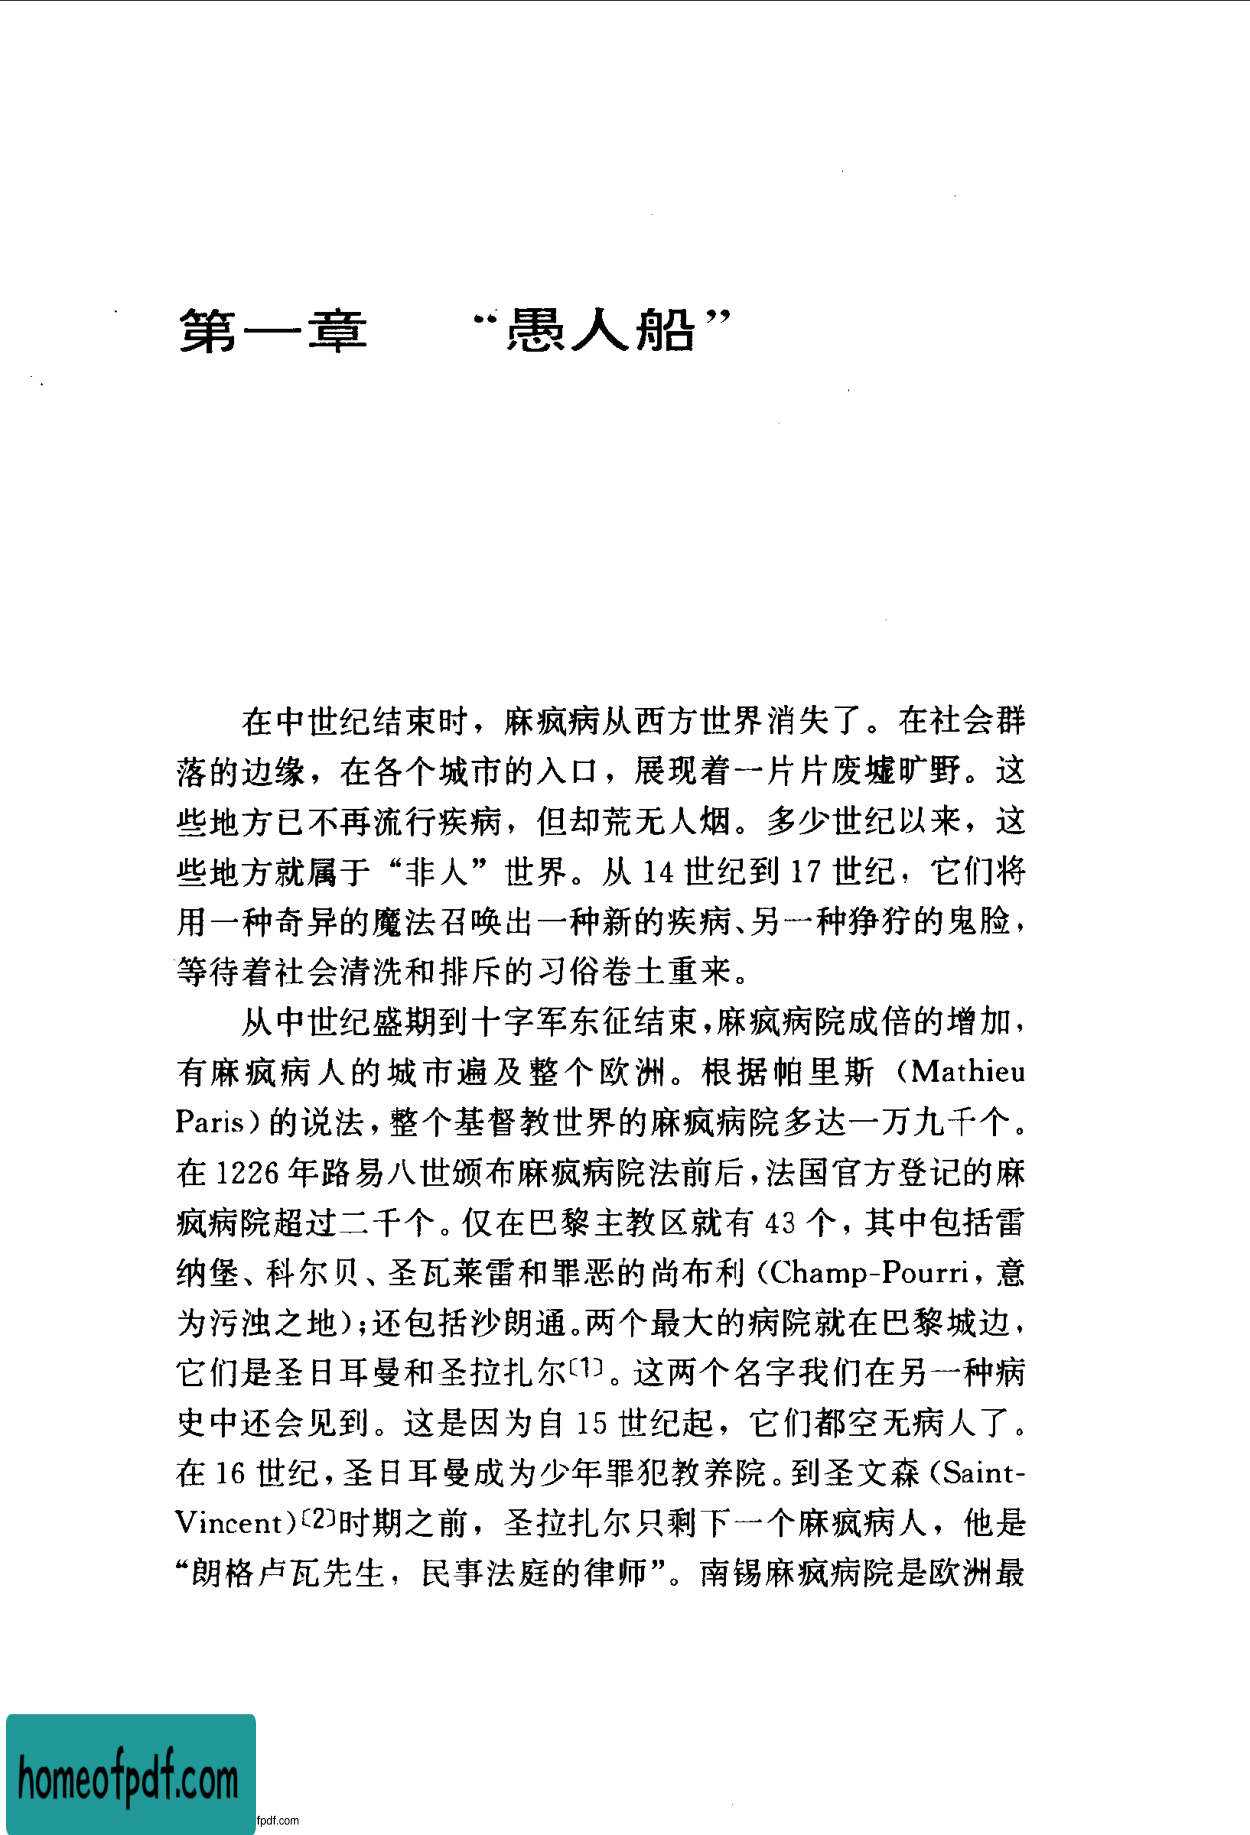 第一章 “愚人船”
在中世纪结束时，麻疯病从西方世界消失了。在社会群
落的边缘，在各个城市的入口，展现着一片片废墟旷野。这
些地方已不再流行疾病，但却荒无人烟。多少世纪以来，这
些地方就属于“非人”世界。从 14 世纪到 17 世纪，它们将
用一种奇异的魔法召唤出一种新的疾病、另一种狰狞的鬼脸，
等待着社会清洗和排斥的习俗卷土重来。
从中世纪盛期到十字军东征结束，麻疯病院成倍的增加，
有麻疯病人的城市遍及整个欧洲。根据帕里斯（Mathieu
Paris）的说法，整个基督教世界的麻疯病院多达一万九千个。
在 1226 年路易八世颁布麻疯病院法前后，法国官方登记的麻
疯病院超过二千个。仅在巴黎主教区就有 43 个，其中包括雷
纳堡、科尔贝、圣瓦莱雷和罪恶的尚布利（Champ-Pourri，意
为污浊之地）；还包括沙朗通。两个最大的病院就在巴黎城边，
它们是圣日耳曼和圣拉扎尔〔1〕。这两个名字我们在另一种病
史中还会见到。这是因为自 15 世纪起，它们都空无病人了。
在 16 世纪，圣日耳曼成为少年罪犯教养院。到圣文森（Saint-
Vincent）〔2〕时期之前，圣拉扎尔只剩下一个麻疯病人，他是
“朗格卢瓦先生，民事法庭的律师”。南锡麻疯病院是欧洲最
homeofpdf.com
fpdf.com